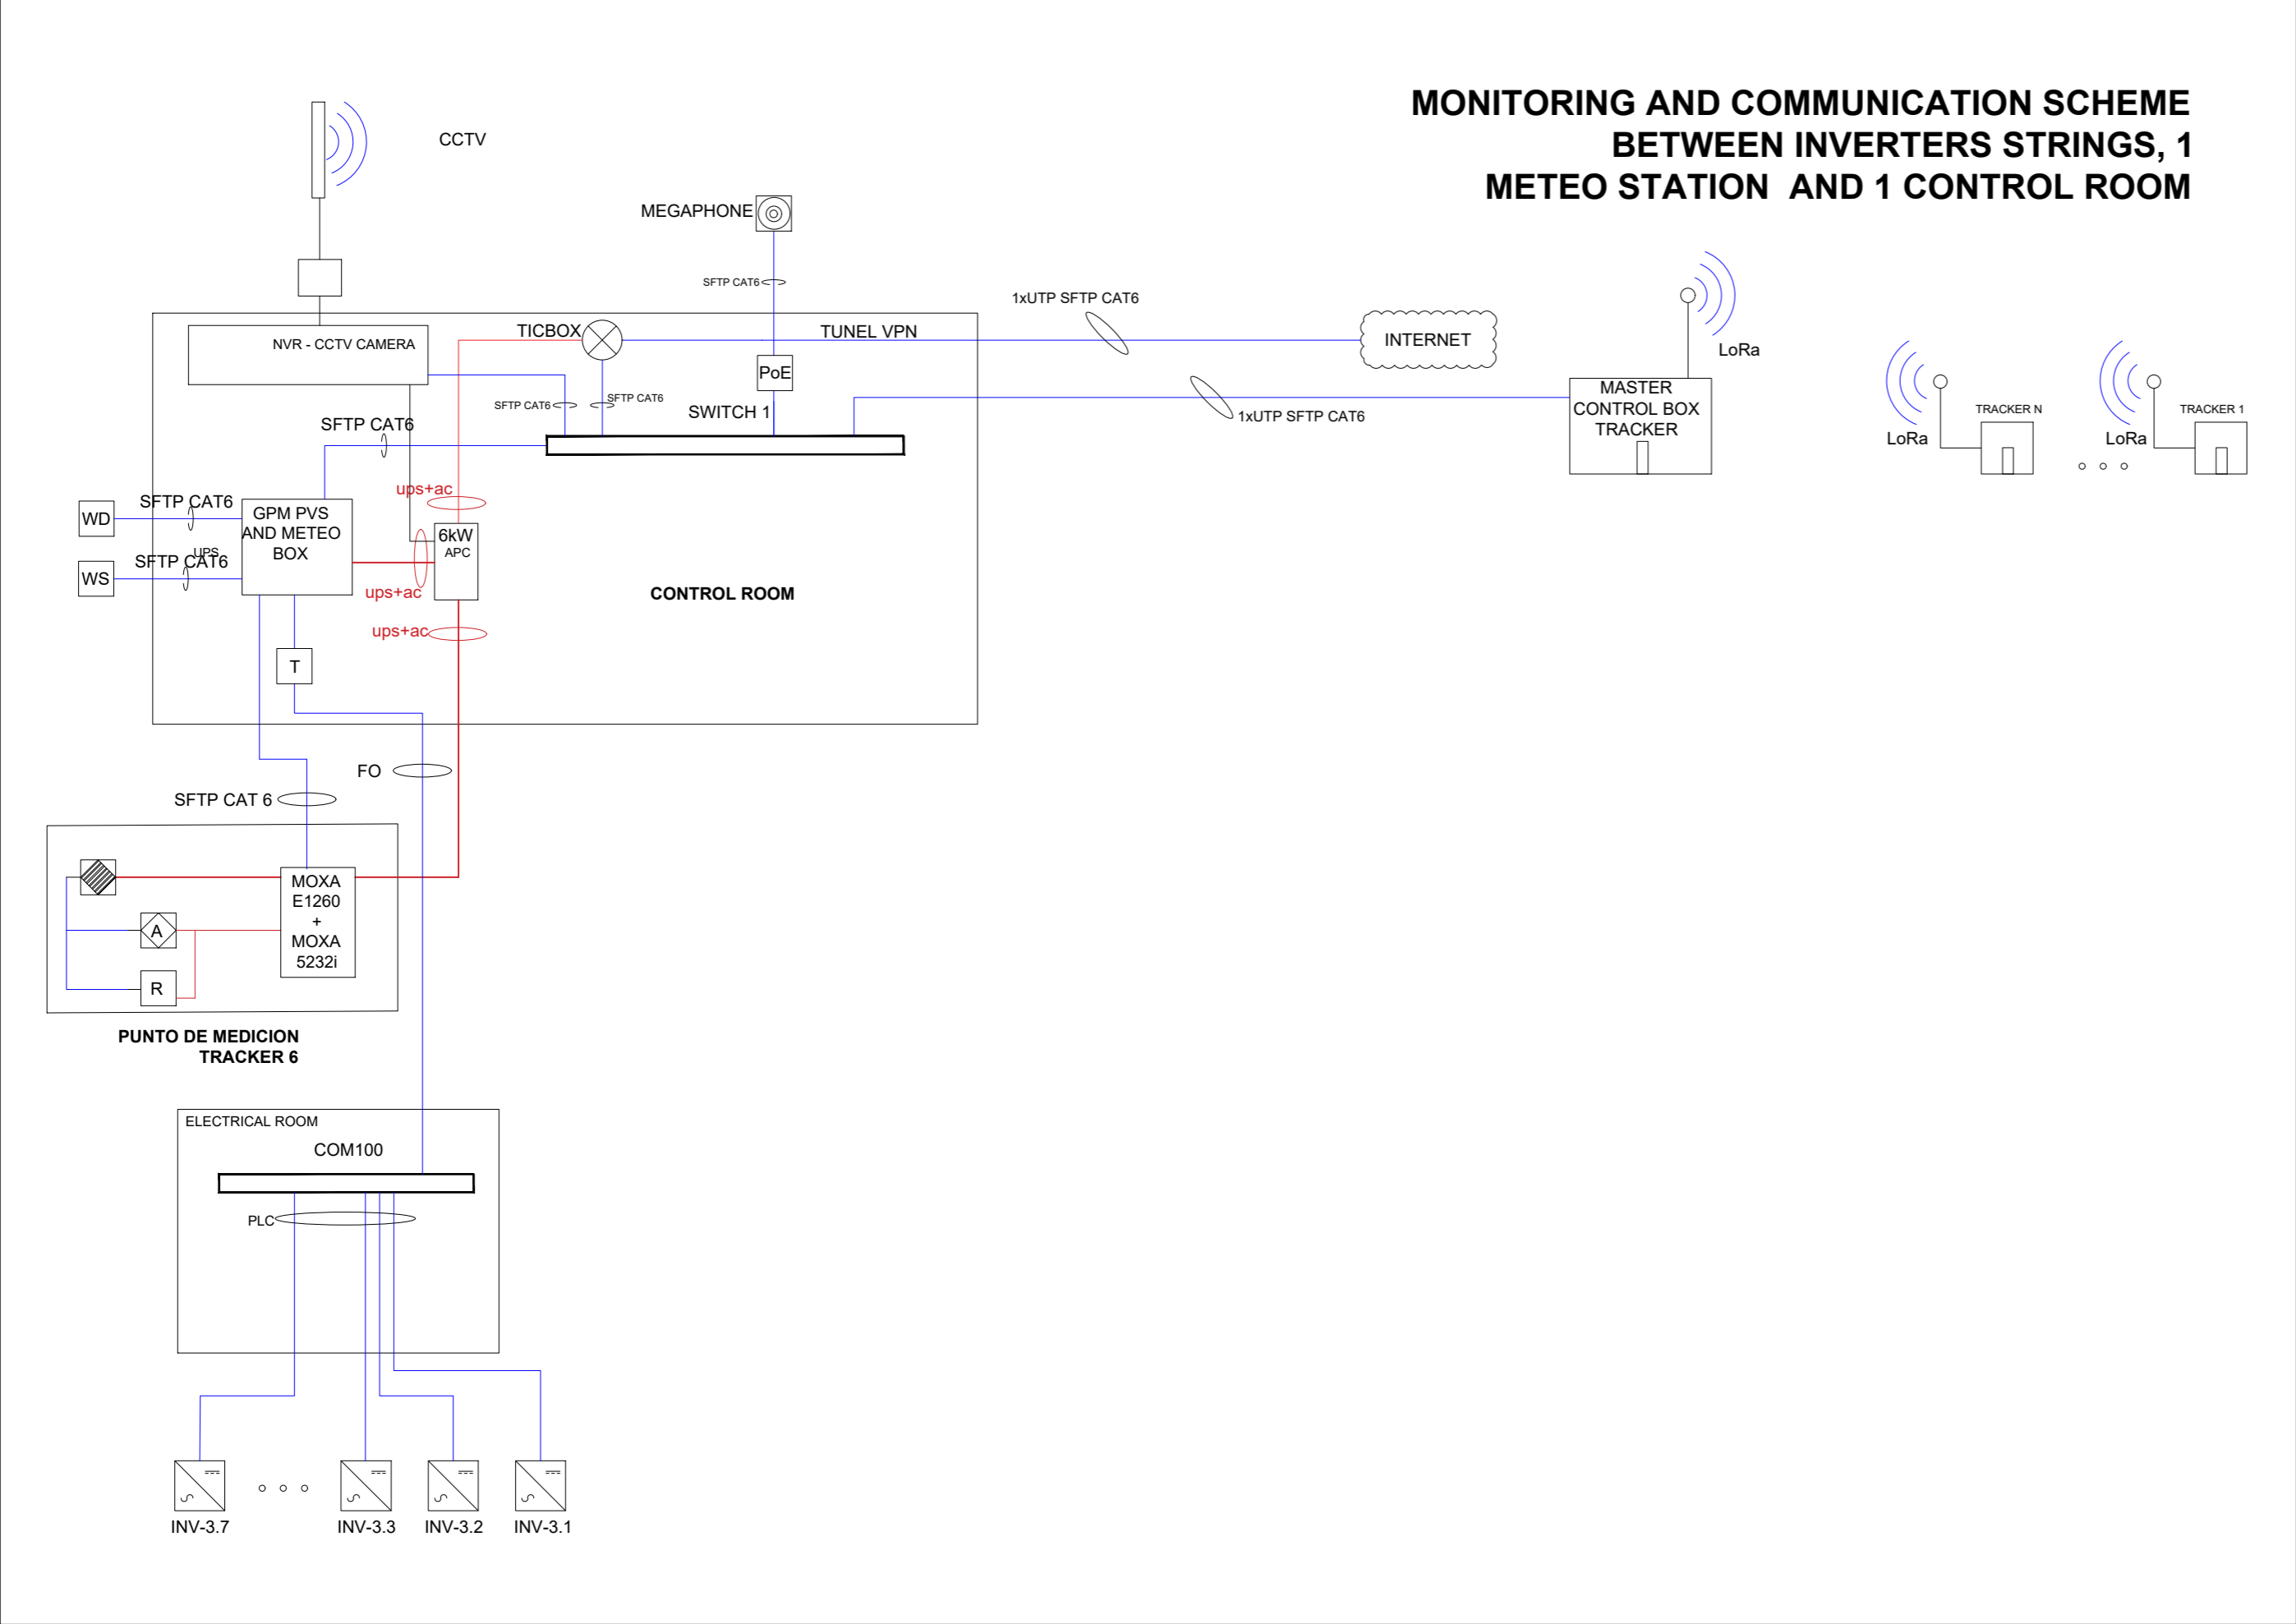 MONITORING AND COMMUNICATION SCHEME
BETWEEN INVERTERS STRINGS, 1
METEO STATION  AND 1 CONTROL ROOM
CCTV
MEGAPHONE
SFTP CAT6
1xUTP SFTP CAT6
TICBOX
TUNEL VPN
INTERNET
NVR - CCTV CAMERA
LoRa
PoE
MASTER
CONTROL BOX
TRACKER
SFTP CAT6
SFTP CAT6
SWITCH 1
1xUTP SFTP CAT6
TRACKER N
TRACKER 1
LoRa
LoRa
SFTP CAT6
ups+ac
SFTP CAT6
WD
GPM PVS
AND METEO
BOX
6kW
APC
UPS
SFTP CAT6
WS
ups+ac
CONTROL ROOM
ups+ac
T
FO
SFTP CAT 6
MOXA
E1260
+
MOXA
5232i
A
R
PUNTO DE MEDICION
TRACKER 6
ELECTRICAL ROOM
COM100
PLC
INV-3.7
INV-3.3
INV-3.2
INV-3.1